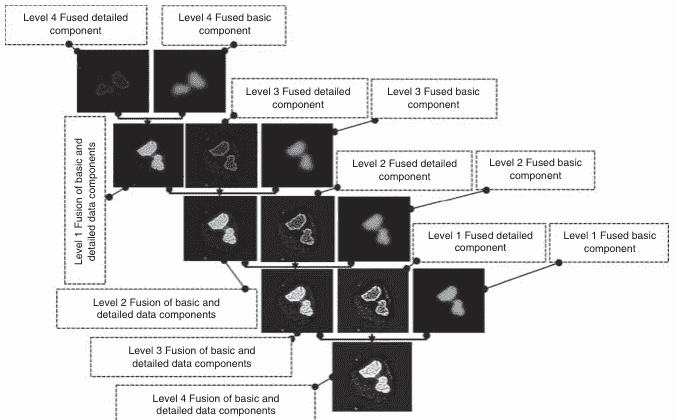 Level 4 Fused detailed
component
Level 4 Fused basic
component
Level 3 Fused detailed
component
Level 3 Fused basic
component
Level 1 Fusion of basic and
detailed data components
Level 2 Fused detailed
component
Level 2 Fused basic
component
Level 1 Fused detailed
component
Level 1 Fused basic
component
Level 2 Fusion of basic and
detailed data components
Level 3 Fusion of basic and
detailed data components
Level 4 Fusion of basic and
detailed data components